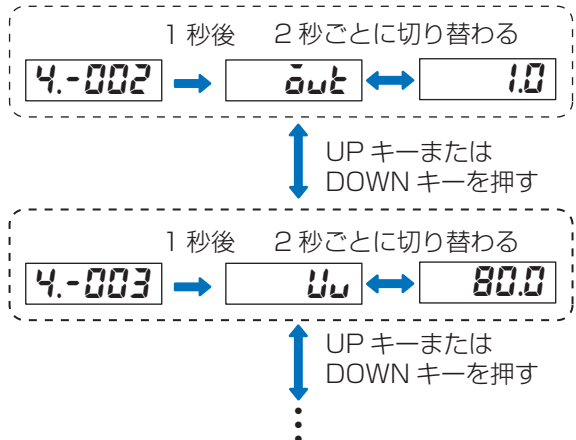 1 秒後 2 秒ごとに切り替わる
4.-002 out 1.0
UP キーまたは
DOWN キーを押す
1 秒後 2 秒ごとに切り替わる
4.-003 Uu 80.0
UP キーまたは
DOWN キーを押す